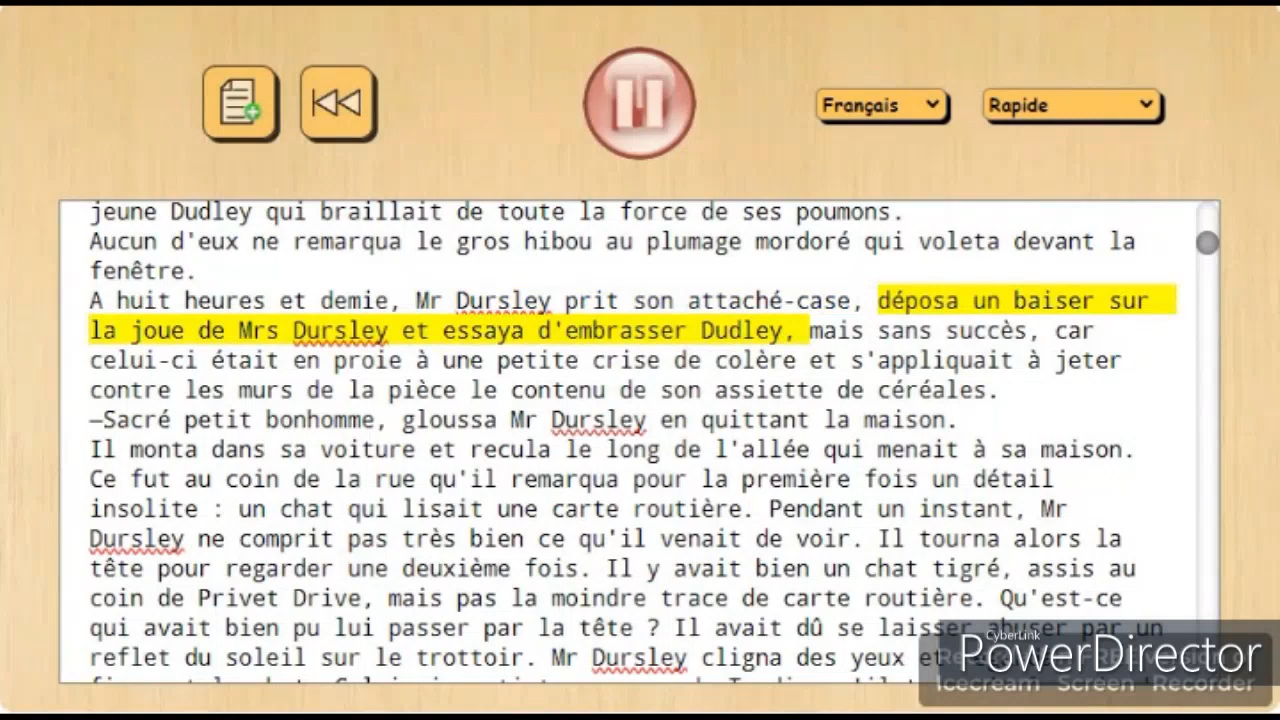 Français
Rapide
jeune Dudley qui braillait de toute la force de ses poumons.
Aucun d'eux ne remarqua le gros hibou au plumage mordoré qui voleta devant la
fenêtre.
A huit heures et demie, Mr Dursley prit son attaché-case, déposa un baiser sur
la joue de Mrs Dursley et essaya d'embrasser Dudley, mais sans succès, car
celui-ci était en proie à une petite crise de colère et s'appliquait à jeter
contre les murs de la pièce le contenu de son assiette de céréales.
—Sacré petit bonhomme, gloussa Mr Dursley en quittant la maison.
Il monta dans sa voiture et recula le long de l'allée qui menait à sa maison.
Ce fut au coin de la rue qu'il remarqua pour la première fois un détail
insolite : un chat qui lisait une carte routière. Pendant un instant, Mr
Dursley ne comprit pas très bien ce qu'il venait de voir. Il tourna alors la
tête pour regarder une deuxième fois. Il y avait bien un chat tigré, assis au
coin de Privet Drive, mais pas la moindre trace de carte routière. Qu'est-ce
qui avait bien pu lui passer par la tête ? Il avait dû se laisser abuser par un
reflet du soleil sur le trottoir. Mr Dursley cligna des yeux et
CyberLink
PowerDirector
Icecream Screen Recorder